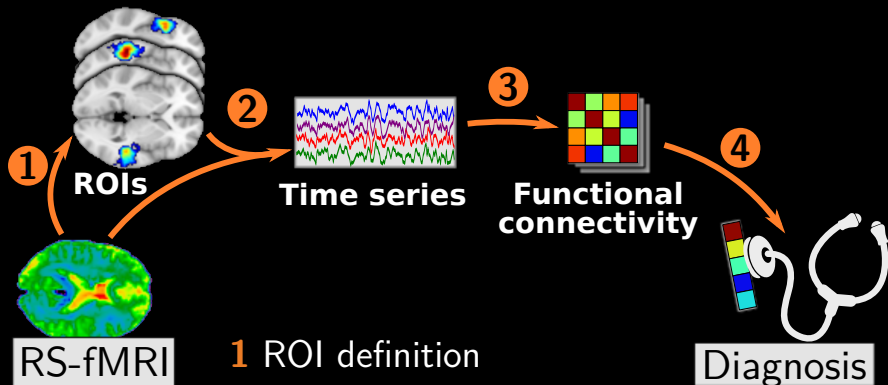 1
ROIs
2
Time series
3
Functional
connectivity
4
RS-fMRI
1 ROI definition
Diagnosis